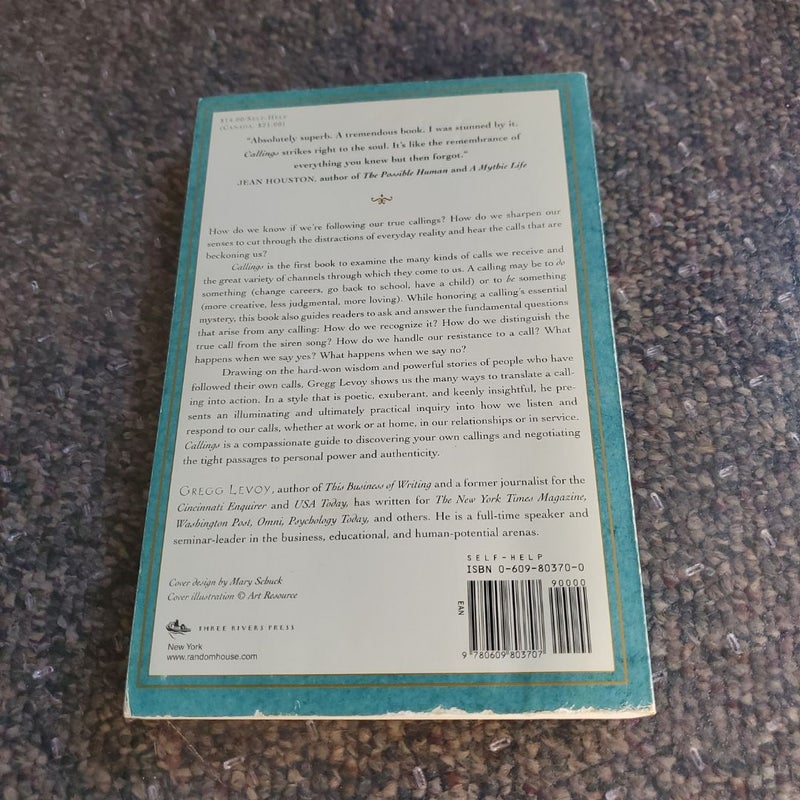 $14.00/Self-Help
(Canada: $21.00)
"Absolutely superb. A tremendous book. I was stunned by it.
Callings strikes right to the soul. It's like the remembrance of
everything you knew but then forgot."
JEAN HOUSTON, author of The Possible Human and A Mythic Life
How do we know if we're following our true callings? How do we sharpen our
senses to cut through the distractions of everyday reality and hear the calls that are
beckoning us?
Callings is the first book to examine the many kinds of calls we receive and
the great variety of channels through which they come to us. A calling may be to do
something (change careers, go back to school, have a child) or to be something
(more creative, less judgmental, more loving). While honoring a calling's essential
mystery, this book also guides readers to ask and answer the fundamental questions
that arise from any calling: How do we recognize it? How do we distinguish the
true call from the siren song? How do we handle our resistance to a call? What
happens when we say yes? What happens when we say no?
Drawing on the hard-won wisdom and powerful stories of people who have
followed their own calls, Gregg Levoy shows us the many ways to translate a call-
ing into action. In a style that is poetic, exuberant, and keenly insightful, he pre-
sents an illuminating and ultimately practical inquiry into how we listen and
respond to our calls, whether at work or at home, in our relationships or in service.
Callings is a compassionate guide to discovering your own callings and negotiating
the tight passages to personal power and authenticity.
GREGG LEVOY, author of This Business of Writing and a former journalist for the
Cincinnati Enquirer and USA Today, has written for The New York Times Magazine,
Washington Post, Omni, Psychology Today, and others. He is a full-time speaker and
seminar-leader in the business, educational, and human-potential arenas.
SELF-HELP
ISBN 0-609-80370-0
90000
EAN
9 780609 803707
Cover design by Mary Schuck
Cover illustration © Art Resource
THREE RIVERS PRESS
New York
www.randomhouse.com